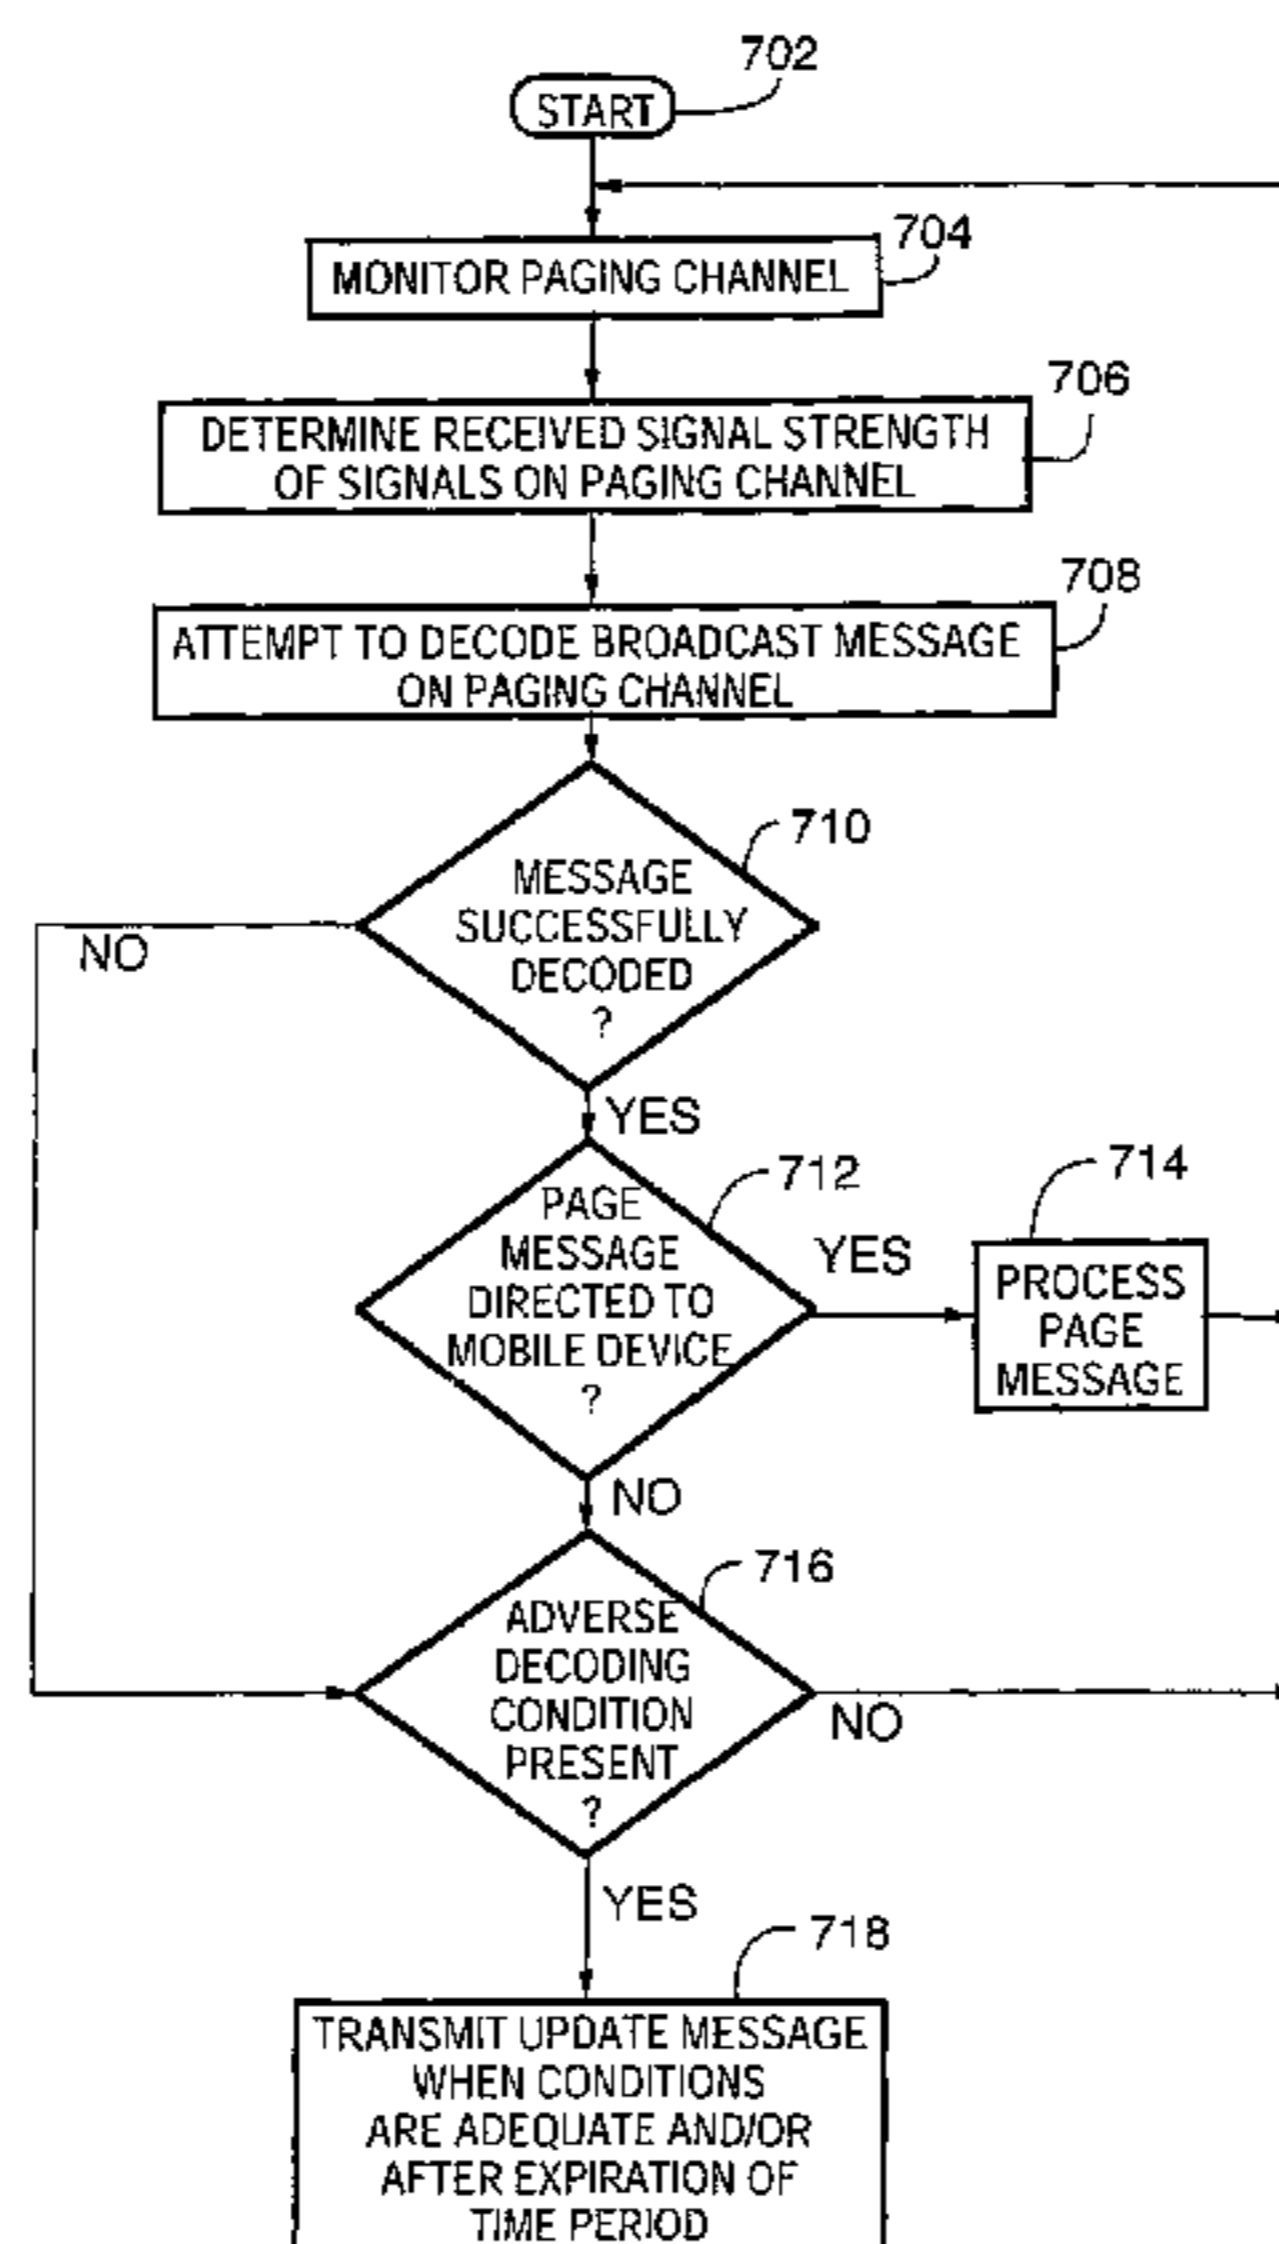 702
START
704
MONITOR PAGING CHANNEL
706
DETERMINE RECEIVED SIGNAL STRENGTH
OF SIGNALS ON PAGING CHANNEL
708
ATTEMPT TO DECODE BROADCAST MESSAGE
ON PAGING CHANNEL
710
MESSAGE
SUCCESSFULLY
DECODED
?
NO
YES
712
PAGE
MESSAGE
DIRECTED TO
MOBILE DEVICE
?
YES
714
PROCESS
PAGE
MESSAGE
NO
716
ADVERSE
DECODING
CONDITION
PRESENT
?
NO
YES
718
TRANSMIT UPDATE MESSAGE
WHEN CONDITIONS
ARE ADEQUATE AND/OR
AFTER EXPIRATION OF
TIME PERIOD